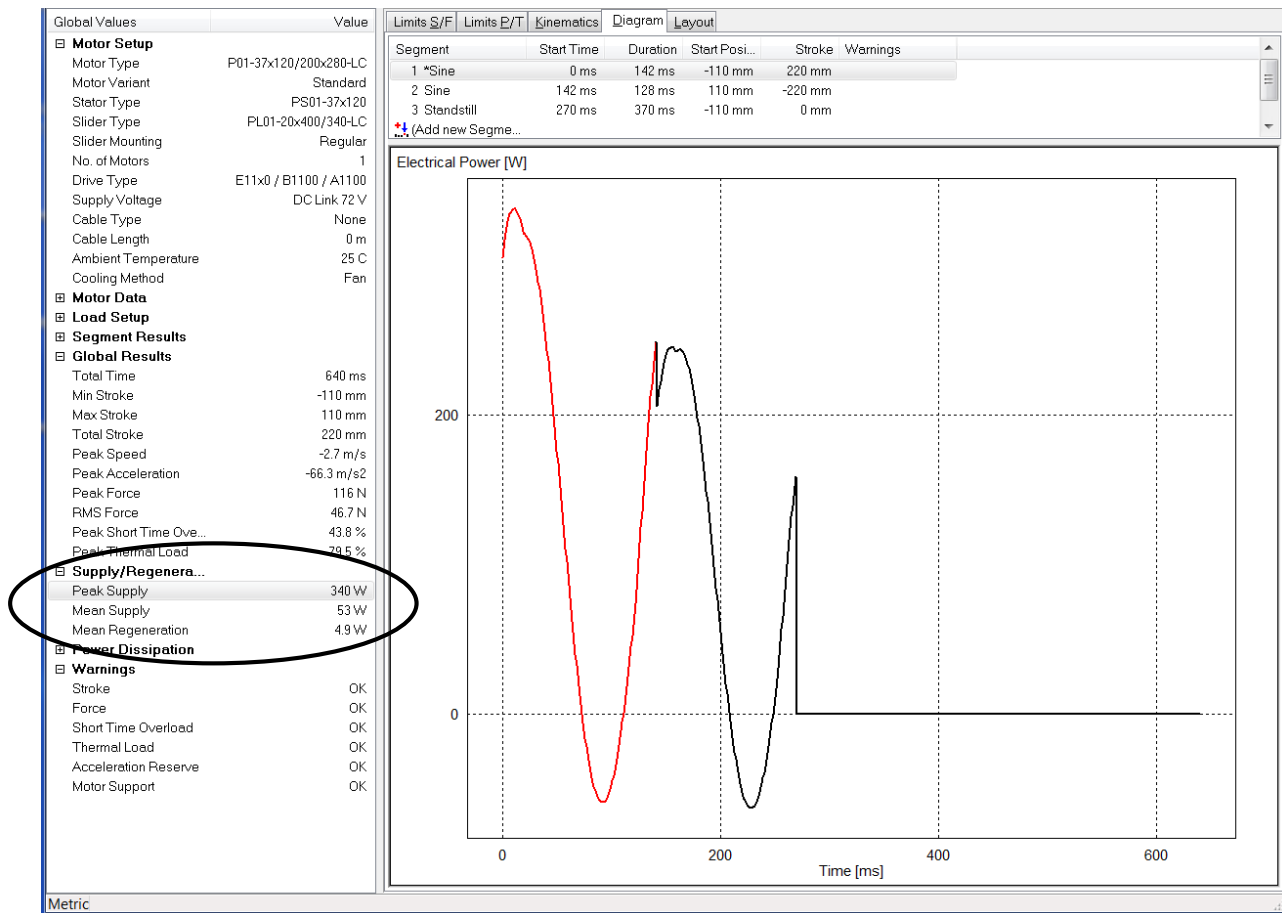 Global Values Value
Motor Setup
Motor Type P01-37x120/200x280-LC
Motor Variant Standard
Stator Type PS01-37x120
Slider Type PL01-20x400/340-LC
Slider Mounting Regular
No. of Motors 1
Drive Type E11x0 / B1100 / A1100
Supply Voltage DC Link 72 V
Cable Type None
Cable Length 0 m
Ambient Temperature 25 C
Cooling Method Fan
Motor Data
Load Setup
Segment Results
Global Results
Total Time 640 ms
Min Stroke -110 mm
Max Stroke 110 mm
Total Stroke 220 mm
Peak Speed -2.7 m/s
Peak Acceleration -66.3 m/s2
Peak Force 116 N
RMS Force 46.7 N
Peak Short Time Ove... 43.8 %
Peak Thermal Load 79.5 %
Supply/Regenera...
Peak Supply 340 W
Mean Supply 53 W
Mean Regeneration 4.9 W
Power Dissipation
Warnings
Stroke OK
Force OK
Short Time Overload OK
Thermal Load OK
Acceleration Reserve OK
Motor Support OK
Limits S/F Limits P/T Kinematics Diagram Layout
Segment Start Time Duration Start Posi... Stroke Warnings
1 *Sine 0 ms 142 ms -110 mm 220 mm
2 Sine 142 ms 128 ms 110 mm -220 mm
3 Standstill 270 ms 370 ms -110 mm 0 mm
(Add new Segme...
Electrical Power [W]
200
0
0 200 400 600
Time [ms]
Metric